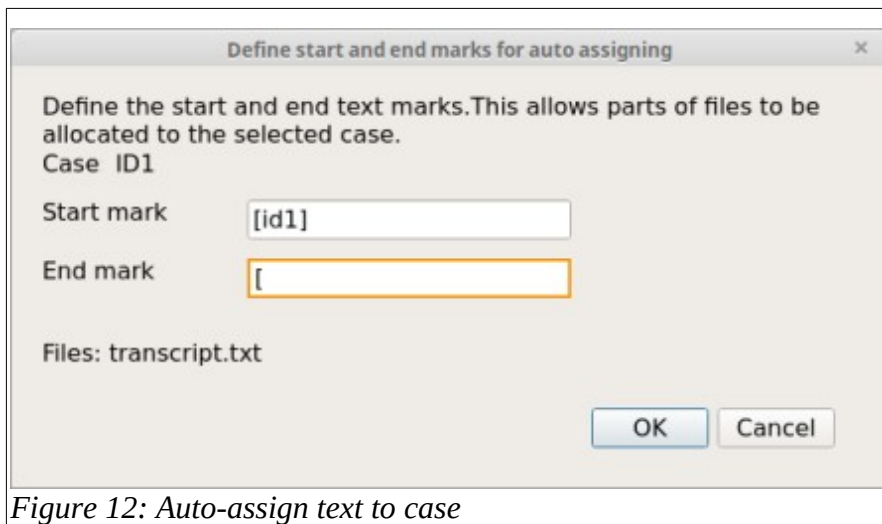 Define start and end marks for auto assigning ×
Define the start and end text marks.This allows parts of files to be
allocated to the selected case.
Case ID1
Start mark [id1]
End mark [
Files: transcript.txt
OK Cancel
Figure 12: Auto-assign text to case